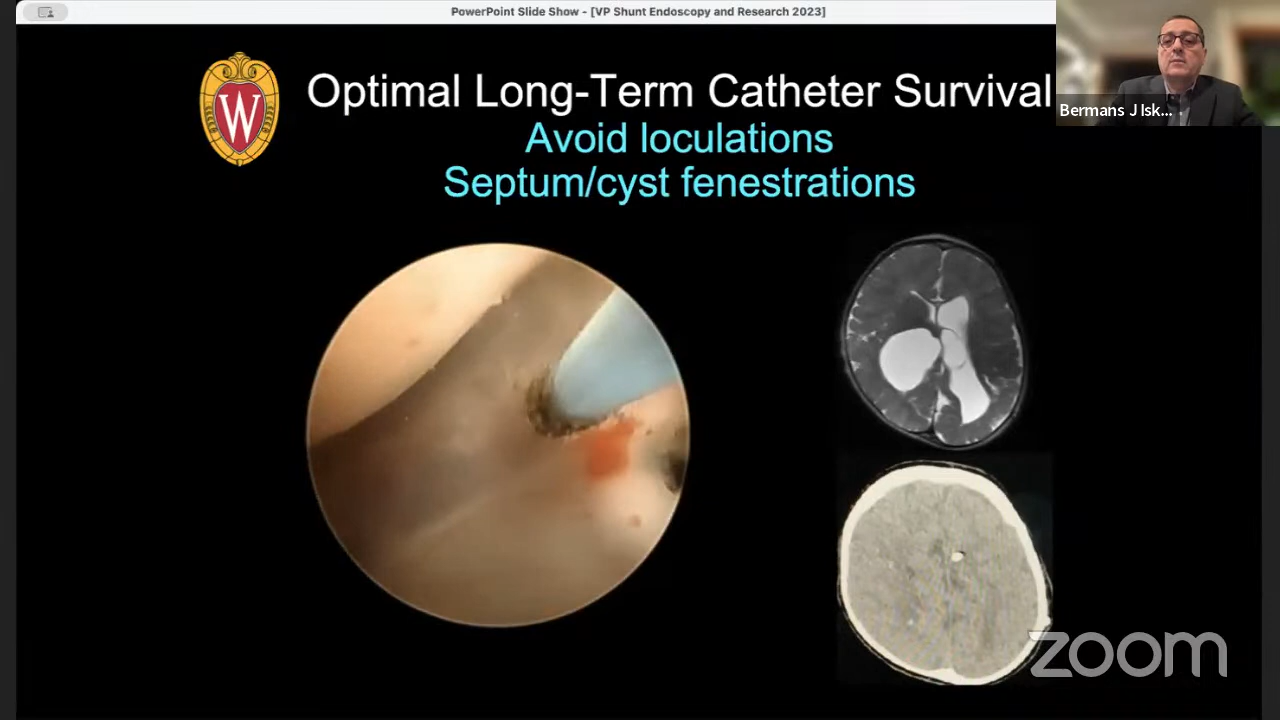 PowerPoint Slide Show - [VP Shunt Endoscopy and Research 2023]
Bermans J Isk...
W
Optimal Long-Term Catheter Survival
Avoid loculations
Septum/cyst fenestrations
zoom